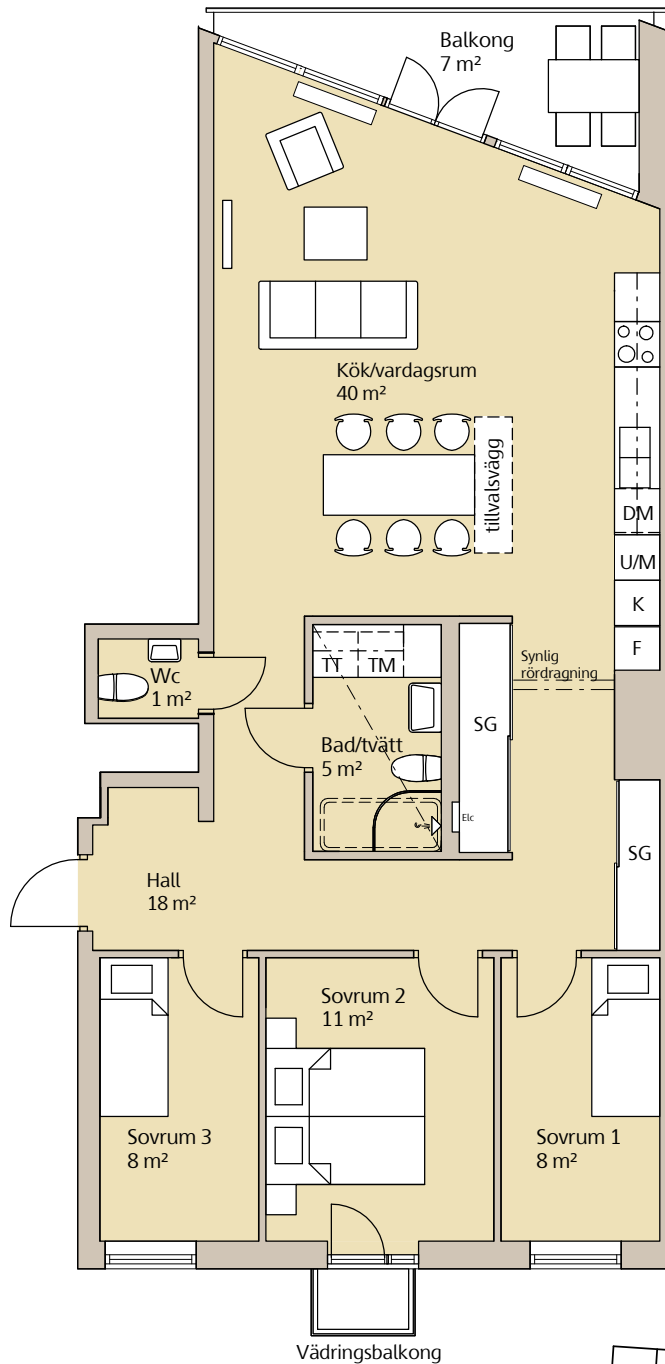 Balkong
7 m²
Kök/vardagsrum
40 m²
tillvalsvägg
DM
U/M
K
F
Synlig
rördragning
Wc
1 m²
TT
TM
Bad/tvätt
5 m²
SG
Elc
SG
Hall
18 m²
Sovrum 2
11 m²
Sovrum 3
8 m²
Sovrum 1
8 m²
Vädringsbalkong